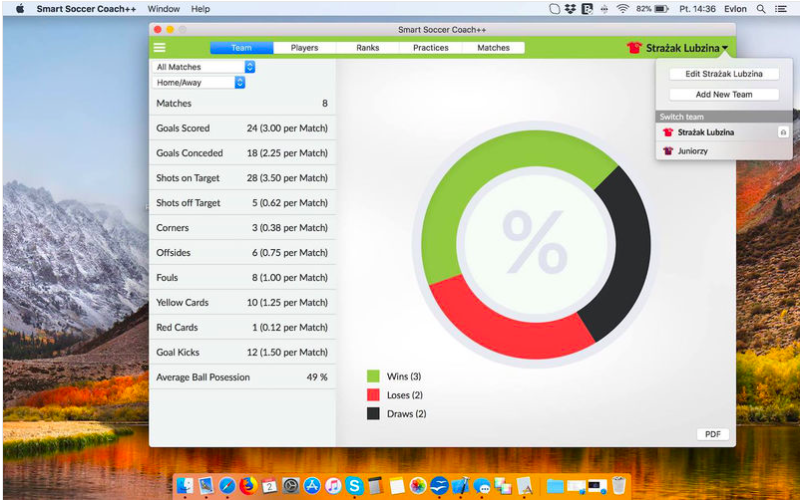 Smart Soccer Coach++ Window Help 82% Pt. 14:36 Evlon
Smart Soccer Coach++
Team Players Ranks Practices Matches Strażak Lubzina
All Matches
Home/Away
Matches 8
Goals Scored 24 (3.00 per Match)
Goals Conceded 18 (2.25 per Match)
Shots on Target 28 (3.50 per Match)
Shots off Target 5 (0.62 per Match)
Corners 3 (0.38 per Match)
Offsides 6 (0.75 per Match)
Fouls 8 (1.00 per Match)
Yellow Cards 10 (1.25 per Match)
Red Cards 1 (0.12 per Match)
Goal Kicks 12 (1.50 per Match)
Average Ball Posession 49 %
Edit Strażak Lubzina
Add New Team
Switch team
Strażak Lubzina
Juniorzy
%
Wins (3)
Loses (2)
Draws (2)
PDF
2